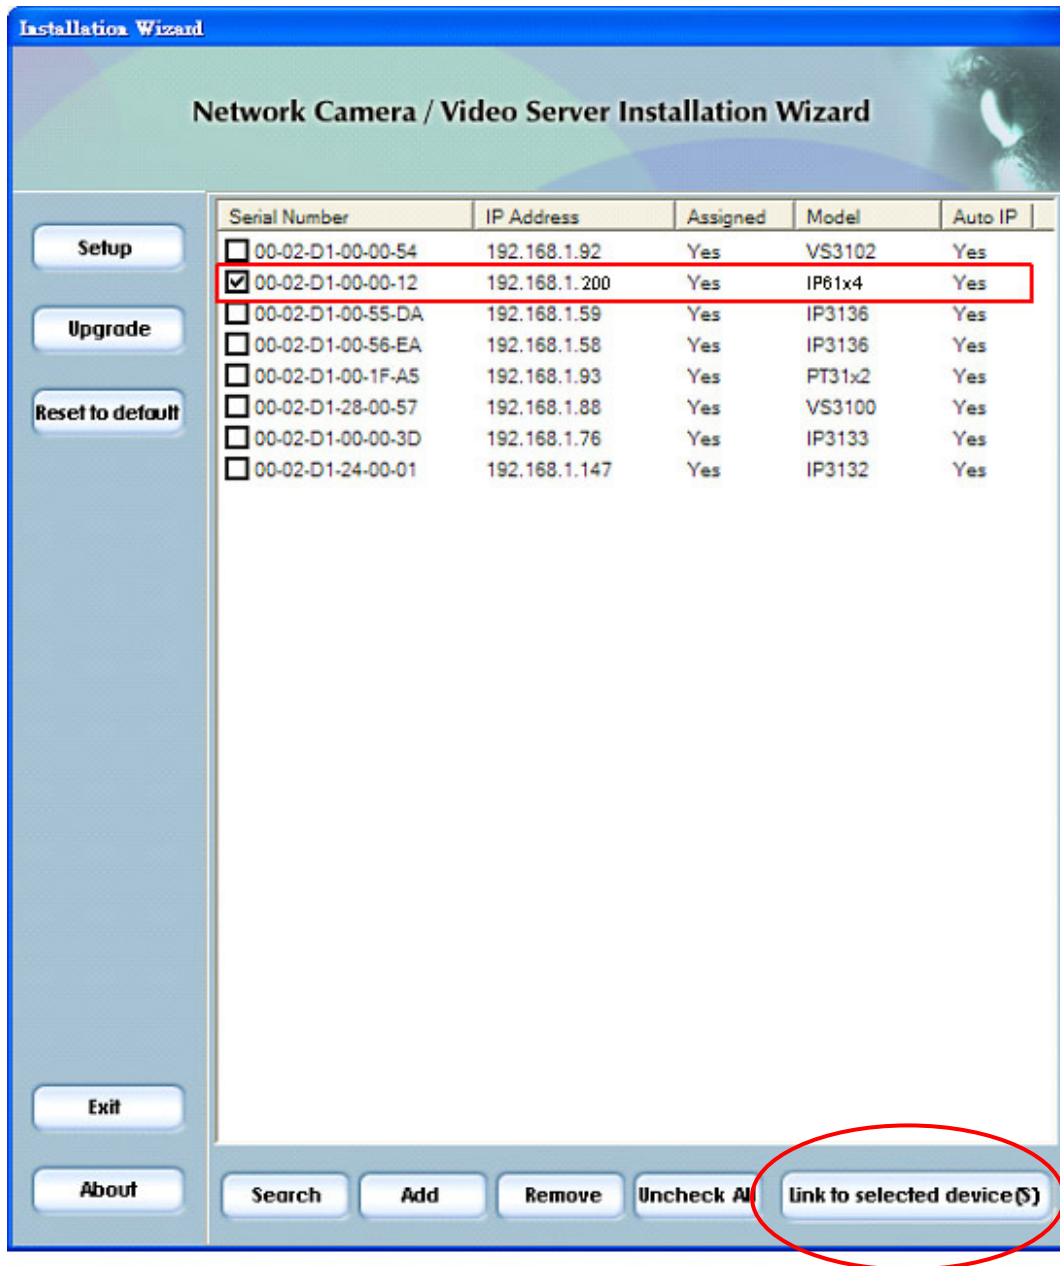 Installation Wizard
Network Camera / Video Server Installation Wizard
Serial Number IP Address Assigned Model Auto IP
Setup
00-02-D1-00-00-54 192.168.1.92 Yes VS3102 Yes
00-02-D1-00-00-12 192.168.1.200 Yes IP61x4 Yes
00-02-D1-00-55-DA 192.168.1.59 Yes IP3136 Yes
Upgrade
00-02-D1-00-56-EA 192.168.1.58 Yes IP3136 Yes
00-02-D1-00-1F-A5 192.168.1.93 Yes PT31x2 Yes
Reset to default
00-02-D1-28-00-57 192.168.1.88 Yes VS3100 Yes
00-02-D1-00-00-3D 192.168.1.76 Yes IP3133 Yes
00-02-D1-24-00-01 192.168.1.147 Yes IP3132 Yes
Exit
About
Search Add Remove Uncheck All Link to selected device(S)